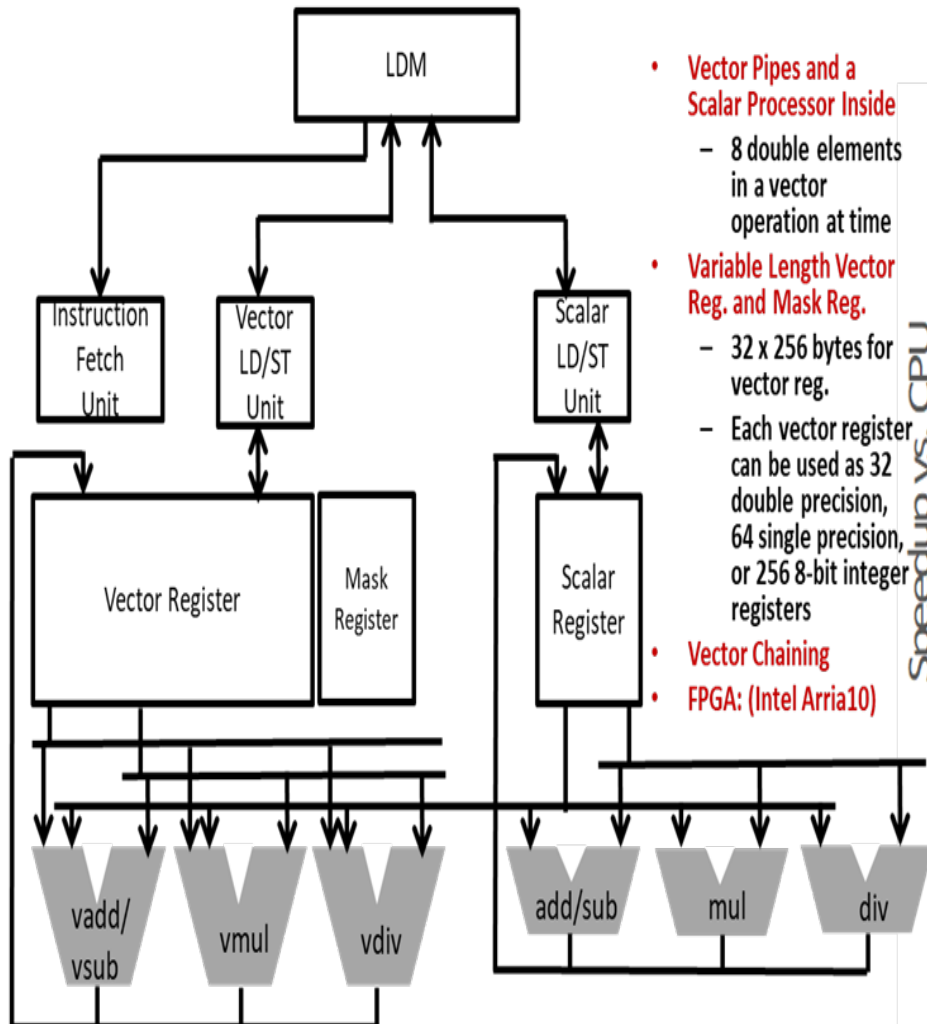 LDM
Instruction
Fetch
Unit
Vector
LD/ST
Unit
Scalar
LD/ST
Unit
Vector Register
Mask
Register
Scalar
Register
vadd/
vsub
vmul
vdiv
add/sub
mul
div
• Vector Pipes and a
Scalar Processor Inside
– 8 double elements
in a vector
operation at time
• Variable Length Vector
Reg. and Mask Reg.
– 32 x 256 bytes for
vector reg.
– Each vector register
can be used as 32
double precision,
64 single precision,
or 256 8-bit integer
registers
• Vector Chaining
• FPGA: (Intel Arria10)
Speedup vs. CPU